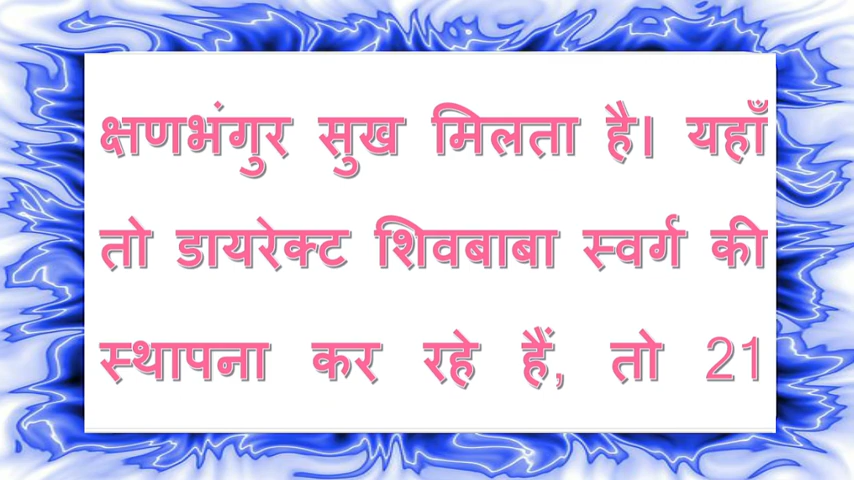 क्षणभंगुर सुख मिलता है। यहाँ
तो डायरेक्ट शिवबाबा स्वर्ग की
स्थापना कर रहे हैं, तो 21